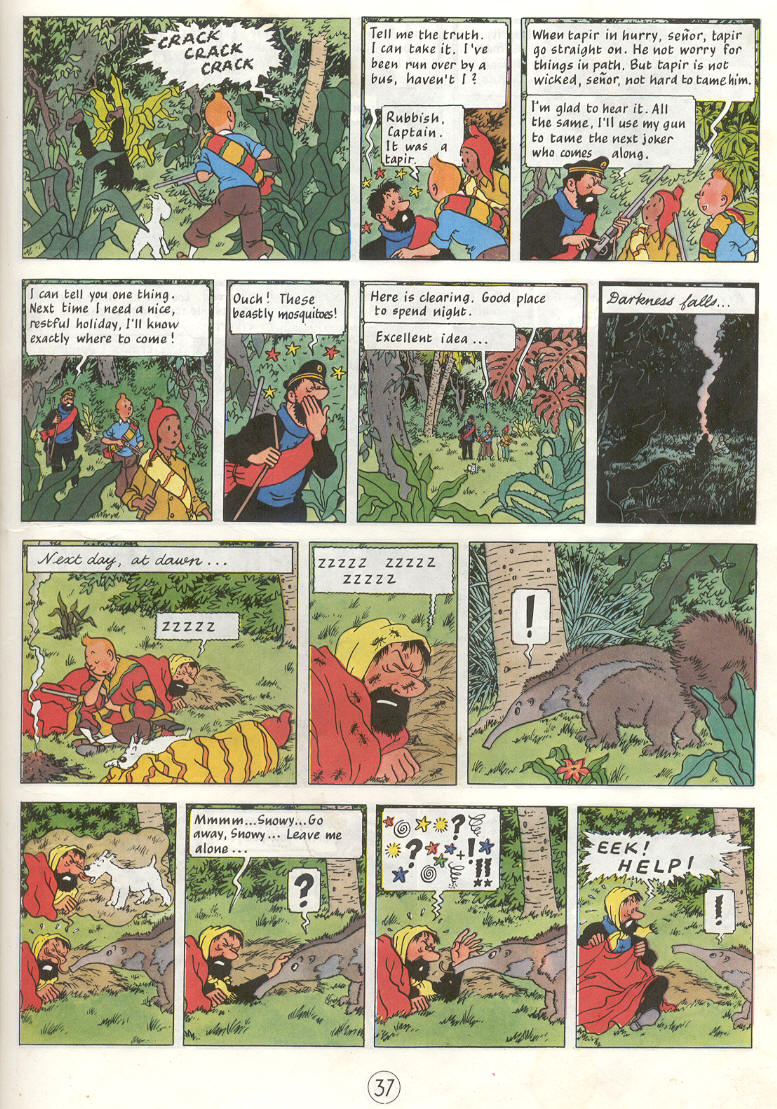 CRACK
CRACK
CRACK
Tell me the truth.
I can take it. I've
been run over by a
bus, haven't I?
Rubbish,
Captain.
It was a
tapir.
When tapir in hurry, señor, tapir
go straight on. He not worry for
things in path. But tapir is not
wicked, señor, not hard to tame him.
I'm glad to hear it. All
the same, I'll use my gun
to tame the next joker
who comes along.
I can tell you one thing.
Next time I need a nice,
restful holiday, I'll know
exactly where to come!
Ouch! These
beastly mosquitoes!
Here is clearing. Good place
to spend night.
Excellent idea...
Darkness falls...
Next day, at dawn...
ZZZZZ
ZZZZZ ZZZZZ
ZZZZZ
!
Mmmm...Snowy...Go
away, Snowy... Leave me
alone...
?
?
?
+!
!!
EEK!
HELP!
!
37